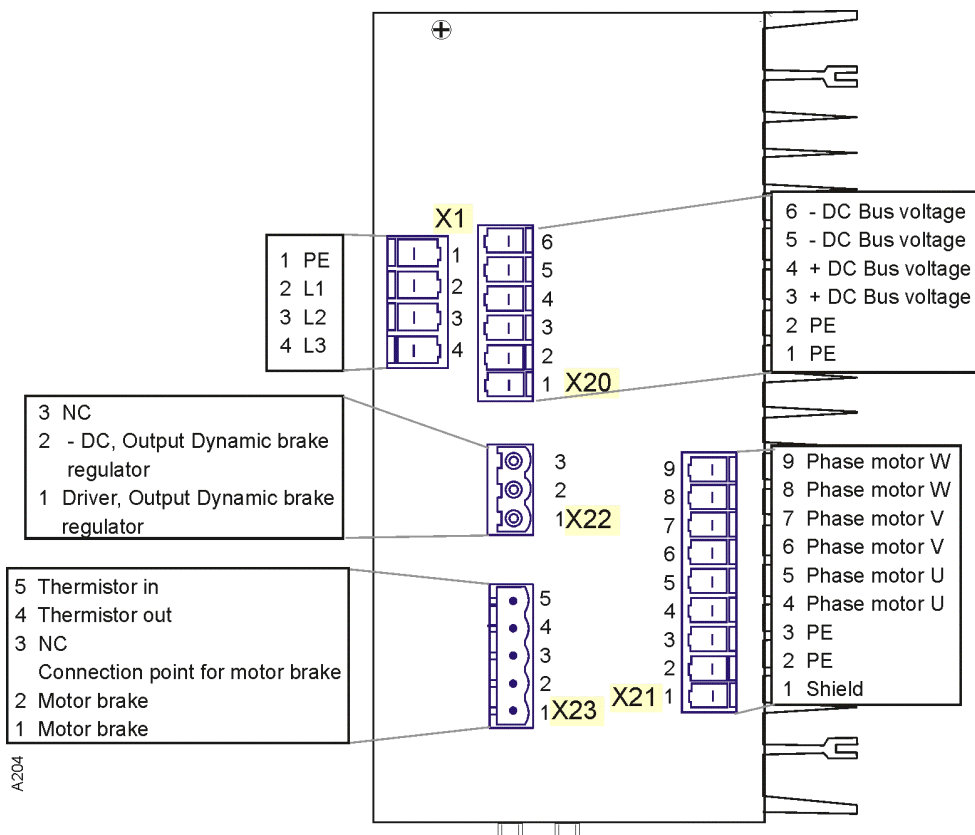 X1
1 PE
2 L1
3 L2
4 L3
1
2
3
4
6
5
4
3
2
1 X20
6 - DC Bus voltage
5 - DC Bus voltage
4 + DC Bus voltage
3 + DC Bus voltage
2 PE
1 PE
3 NC
2 - DC, Output Dynamic brake
regulator
1 Driver, Output Dynamic brake
regulator
3
2
1 X22
9
8
7
6
5
4
3
2
X21 1
9 Phase motor W
8 Phase motor W
7 Phase motor V
6 Phase motor V
5 Phase motor U
4 Phase motor U
3 PE
2 PE
1 Shield
5 Thermistor in
4 Thermistor out
3 NC
Connection point for motor brake
2 Motor brake
1 Motor brake
5
4
3
2
1 X23
A204